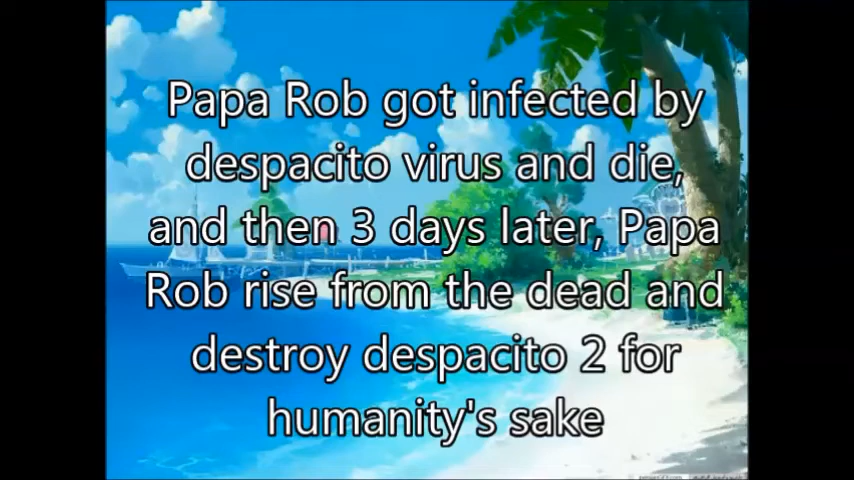 Papa Rob got infected by
despacito virus and die,
and then 3 days later, Papa
Rob rise from the dead and
destroy despacito 2 for
humanity's sake